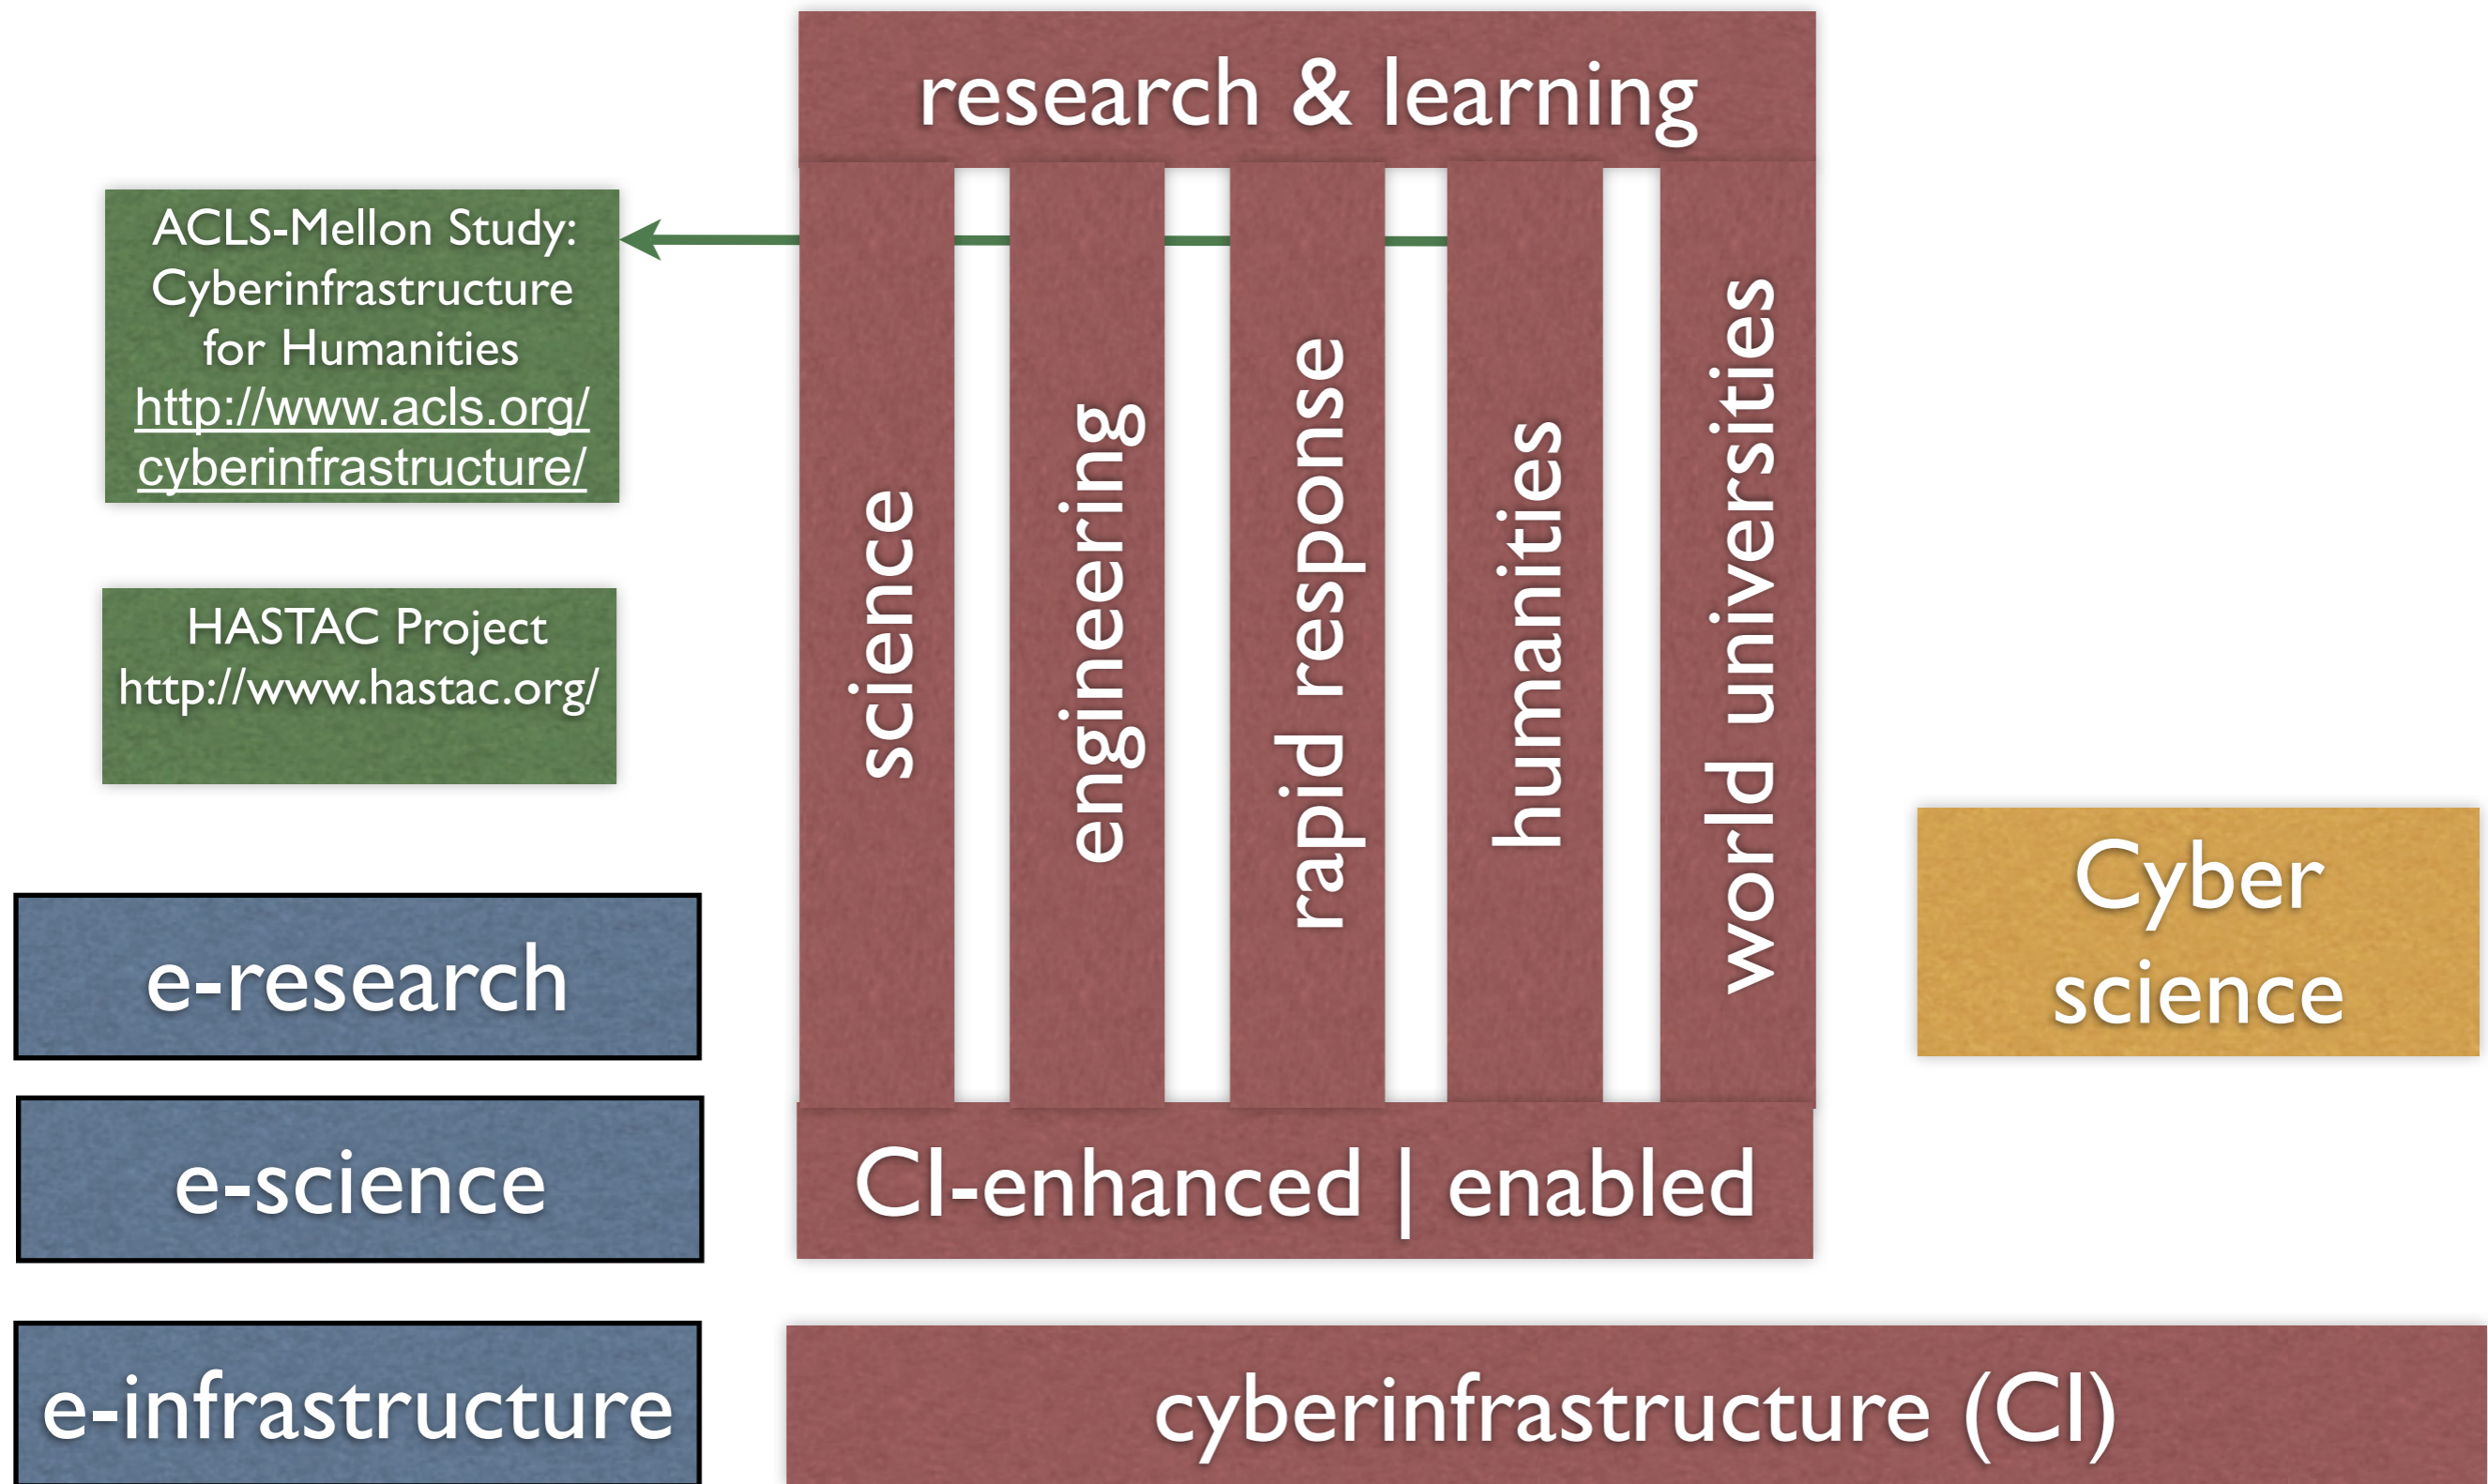 research & learning
ACLS-Mellon Study:
Cyberinfrastructure
for Humanities
http://www.acls.org/
cyberinfrastructure/
HASTAC Project
http://www.hastac.org/
science
engineering
rapid response
humanities
world universities
Cyber
science
e-research
e-science
CI-enhanced | enabled
e-infrastructure
cyberinfrastructure (CI)